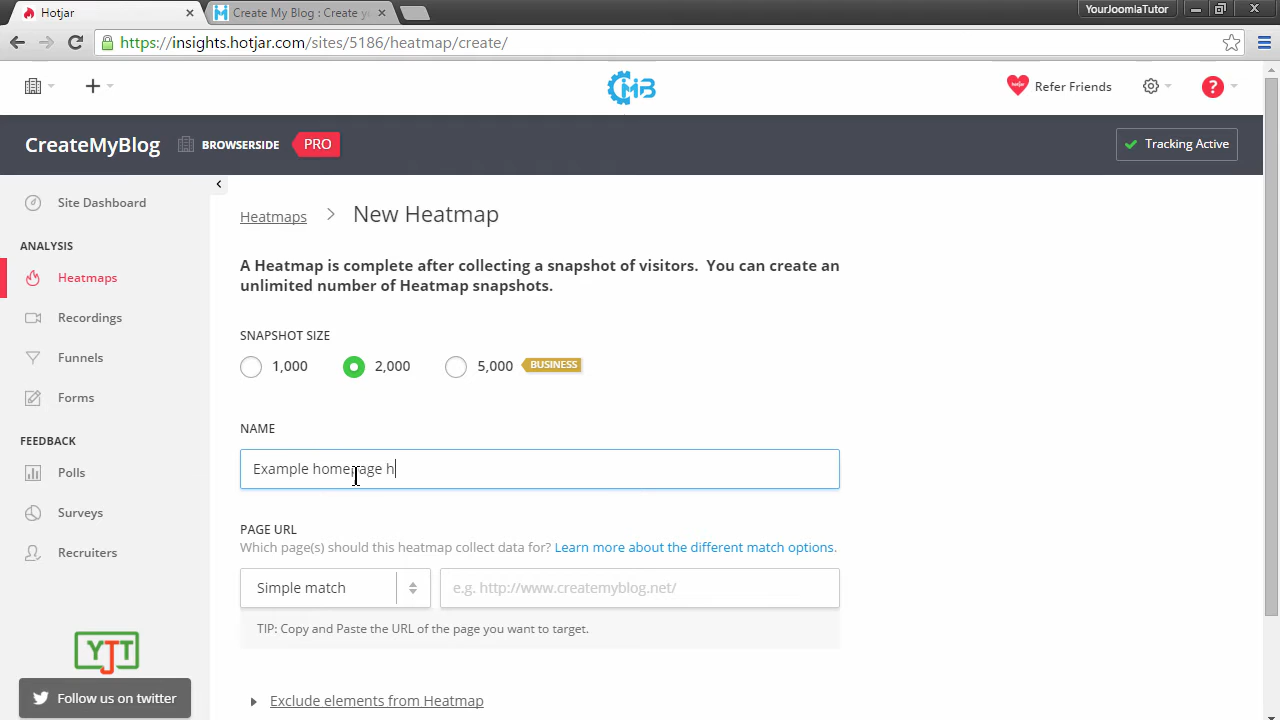 Hotjar
Create My Blog : Create y
YourJoomlaTutor
https://insights.hotjar.com/sites/5186/heatmap/create/
CMB
hotjar
Refer Friends
?
CreateMyBlog
BROWSERSIDE
PRO
Tracking Active
Site Dashboard
ANALYSIS
Heatmaps
Recordings
Funnels
Forms
FEEDBACK
Polls
Surveys
Recruiters
YJT
Follow us on twitter
Heatmaps > New Heatmap
A Heatmap is complete after collecting a snapshot of visitors. You can create an
unlimited number of Heatmap snapshots.
SNAPSHOT SIZE
1,000
2,000
5,000
BUSINESS
NAME
Example homepage h
PAGE URL
Which page(s) should this heatmap collect data for? Learn more about the different match options.
Simple match
e.g. http://www.createmyblog.net/
TIP: Copy and Paste the URL of the page you want to target.
Exclude elements from Heatmap